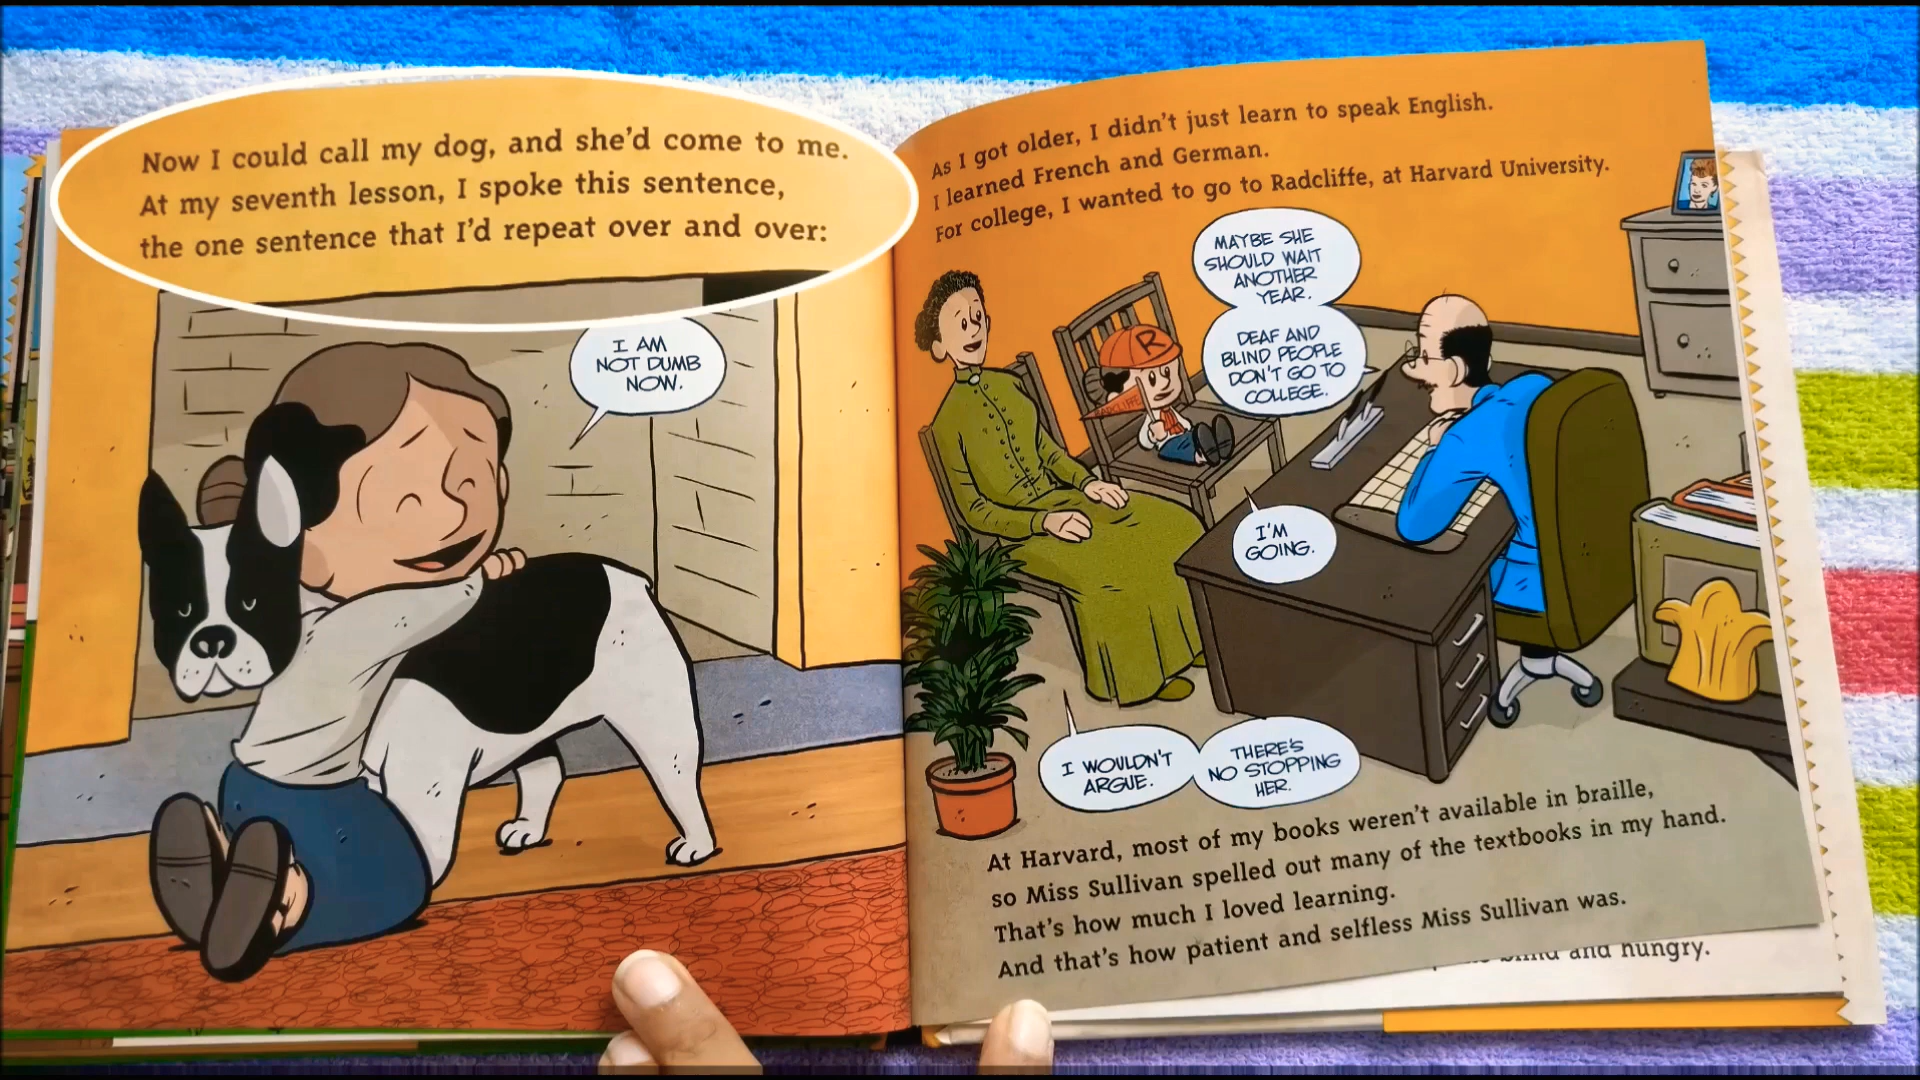 Now I could call my dog, and she'd come to me.
At my seventh lesson, I spoke this sentence,
the one sentence that I'd repeat over and over:
I AM
NOT DUMB
NOW.
As I got older, I didn't just learn to speak English.
I learned French and German.
For college, I wanted to go to Radcliffe, at Harvard University.
MAYBE SHE
SHOULD WAIT
ANOTHER
YEAR.
DEAF AND
BLIND PEOPLE
DON'T GO TO
COLLEGE.
R
RADCLIFFE
I'M
GOING.
I WOULDN'T
ARGUE.
THERE'S
NO STOPPING
HER.
At Harvard, most of my books weren't available in braille,
so Miss Sullivan spelled out many of the textbooks in my hand.
That's how much I loved learning.
And that's how patient and selfless Miss Sullivan was.
and hungry.